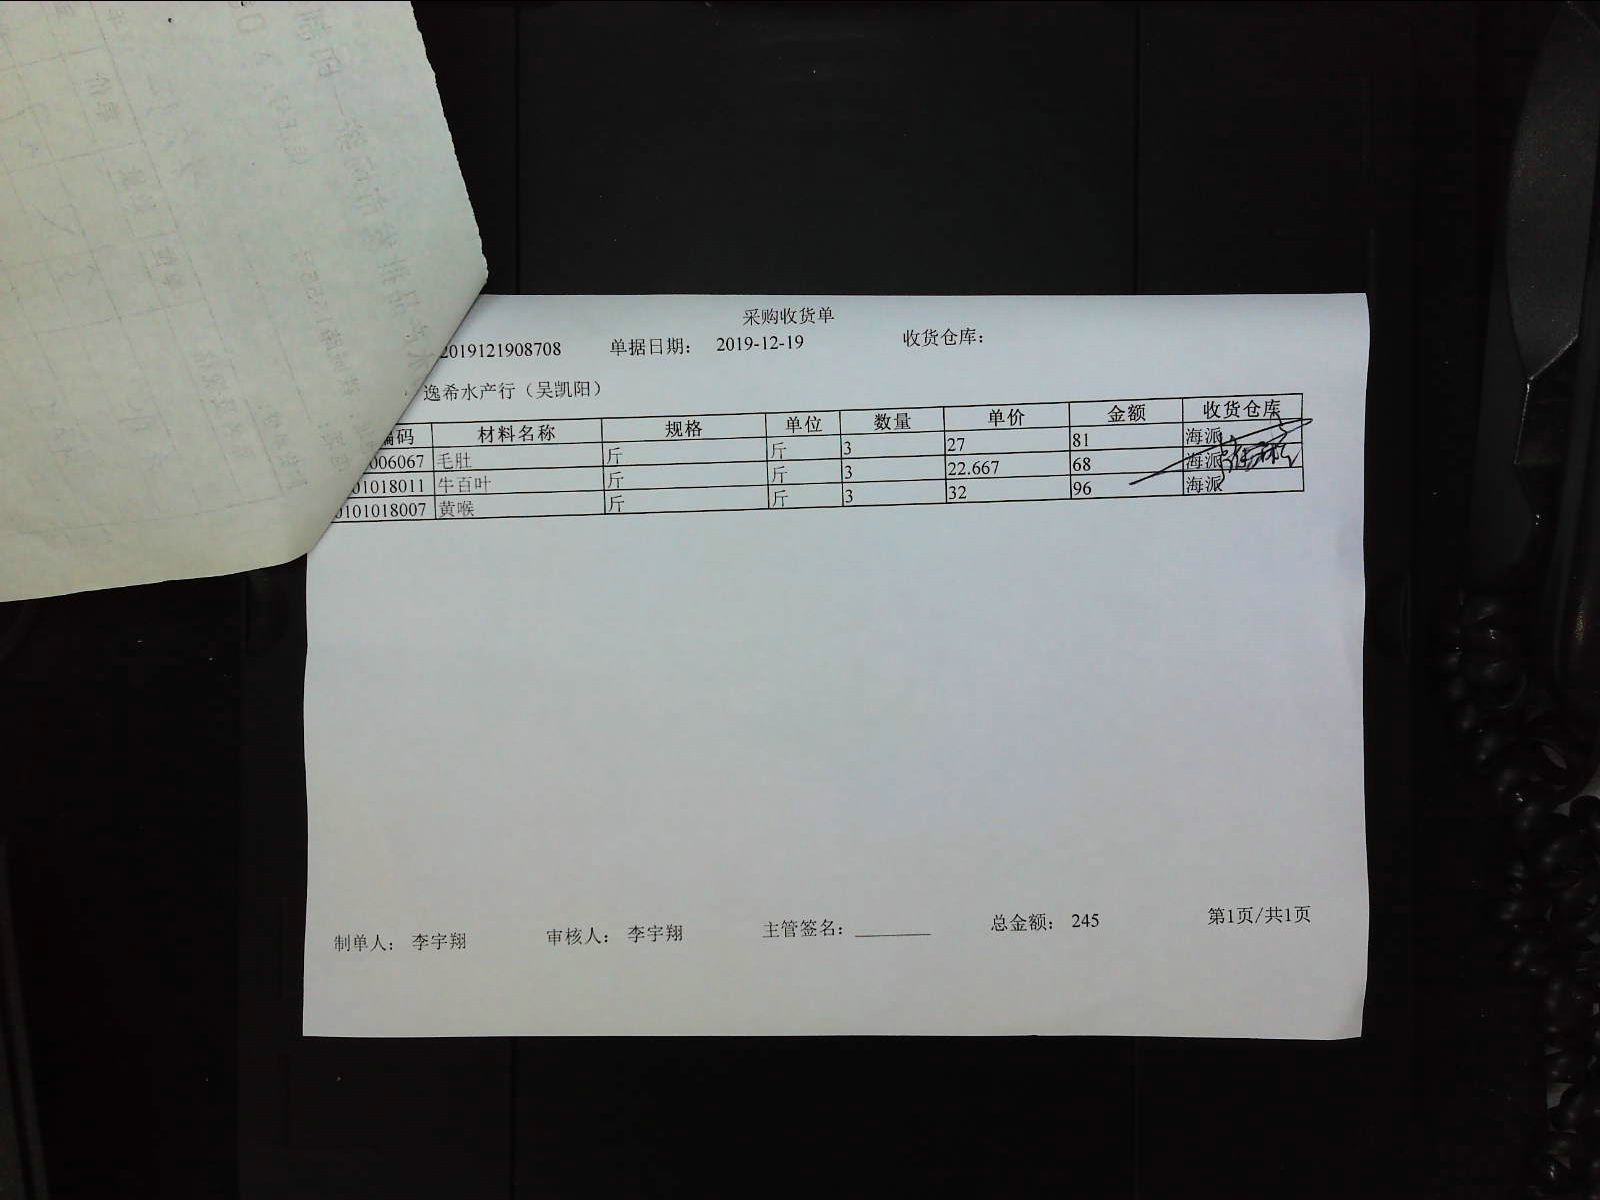 采购收货单
2019121908708 单据日期： 2019-12-19 收货仓库：
逸希水产行（吴凯阳）
编码 材料名称 规格 单位 数量 单价 金额 收货仓库
006067 毛肚 斤 斤 3 27 81 海派
01018011 牛百叶 斤 斤 3 22.667 68 海派
0101018007 黄喉 斤 斤 3 32 96 海派
制单人： 李宇翔 审核人： 李宇翔 主管签名： 总金额： 245 第1页/共1页